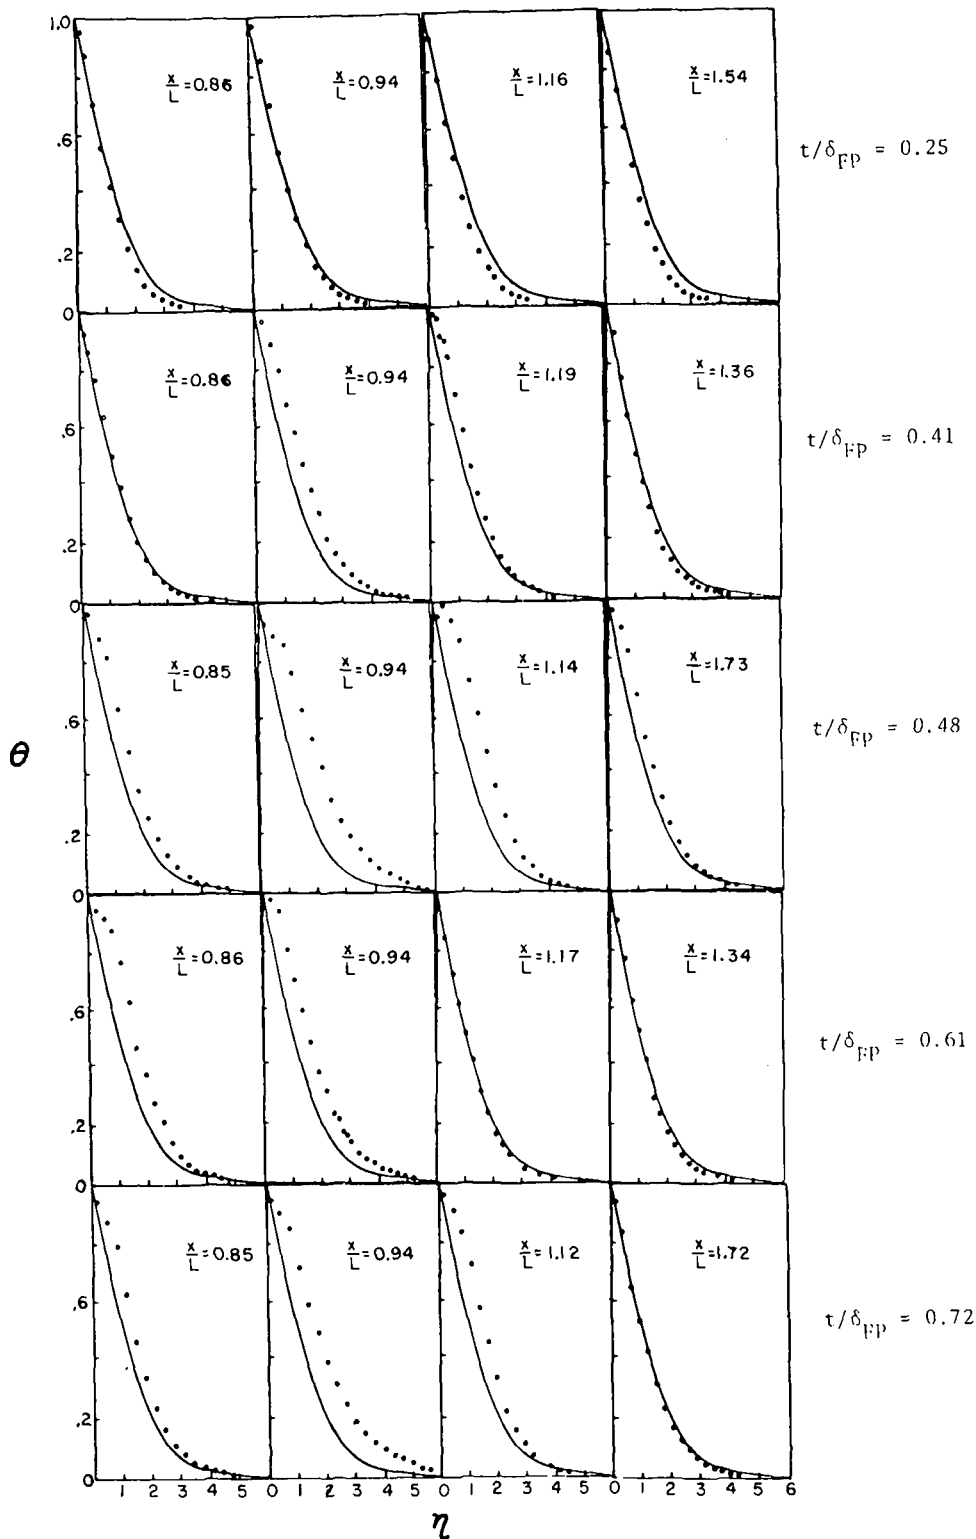 1.0
.6
.2
0
x/L = 0.86
x/L = 0.94
x/L = 1.16
x/L = 1.54
t/δFP = 0.25
.6
.2
0
x/L = 0.86
x/L = 0.94
x/L = 1.19
x/L = 1.36
t/δFP = 0.41
θ
.6
.2
0
x/L = 0.85
x/L = 0.94
x/L = 1.14
x/L = 1.73
t/δFP = 0.48
.6
.2
0
x/L = 0.86
x/L = 0.94
x/L = 1.17
x/L = 1.34
t/δFP = 0.61
.6
.2
0
x/L = 0.85
x/L = 0.94
x/L = 1.12
x/L = 1.72
t/δFP = 0.72
1 2 3 4 5 0 1 2 3 4 5 0 1 2 3 4 5 0 1 2 3 4 5 6
η